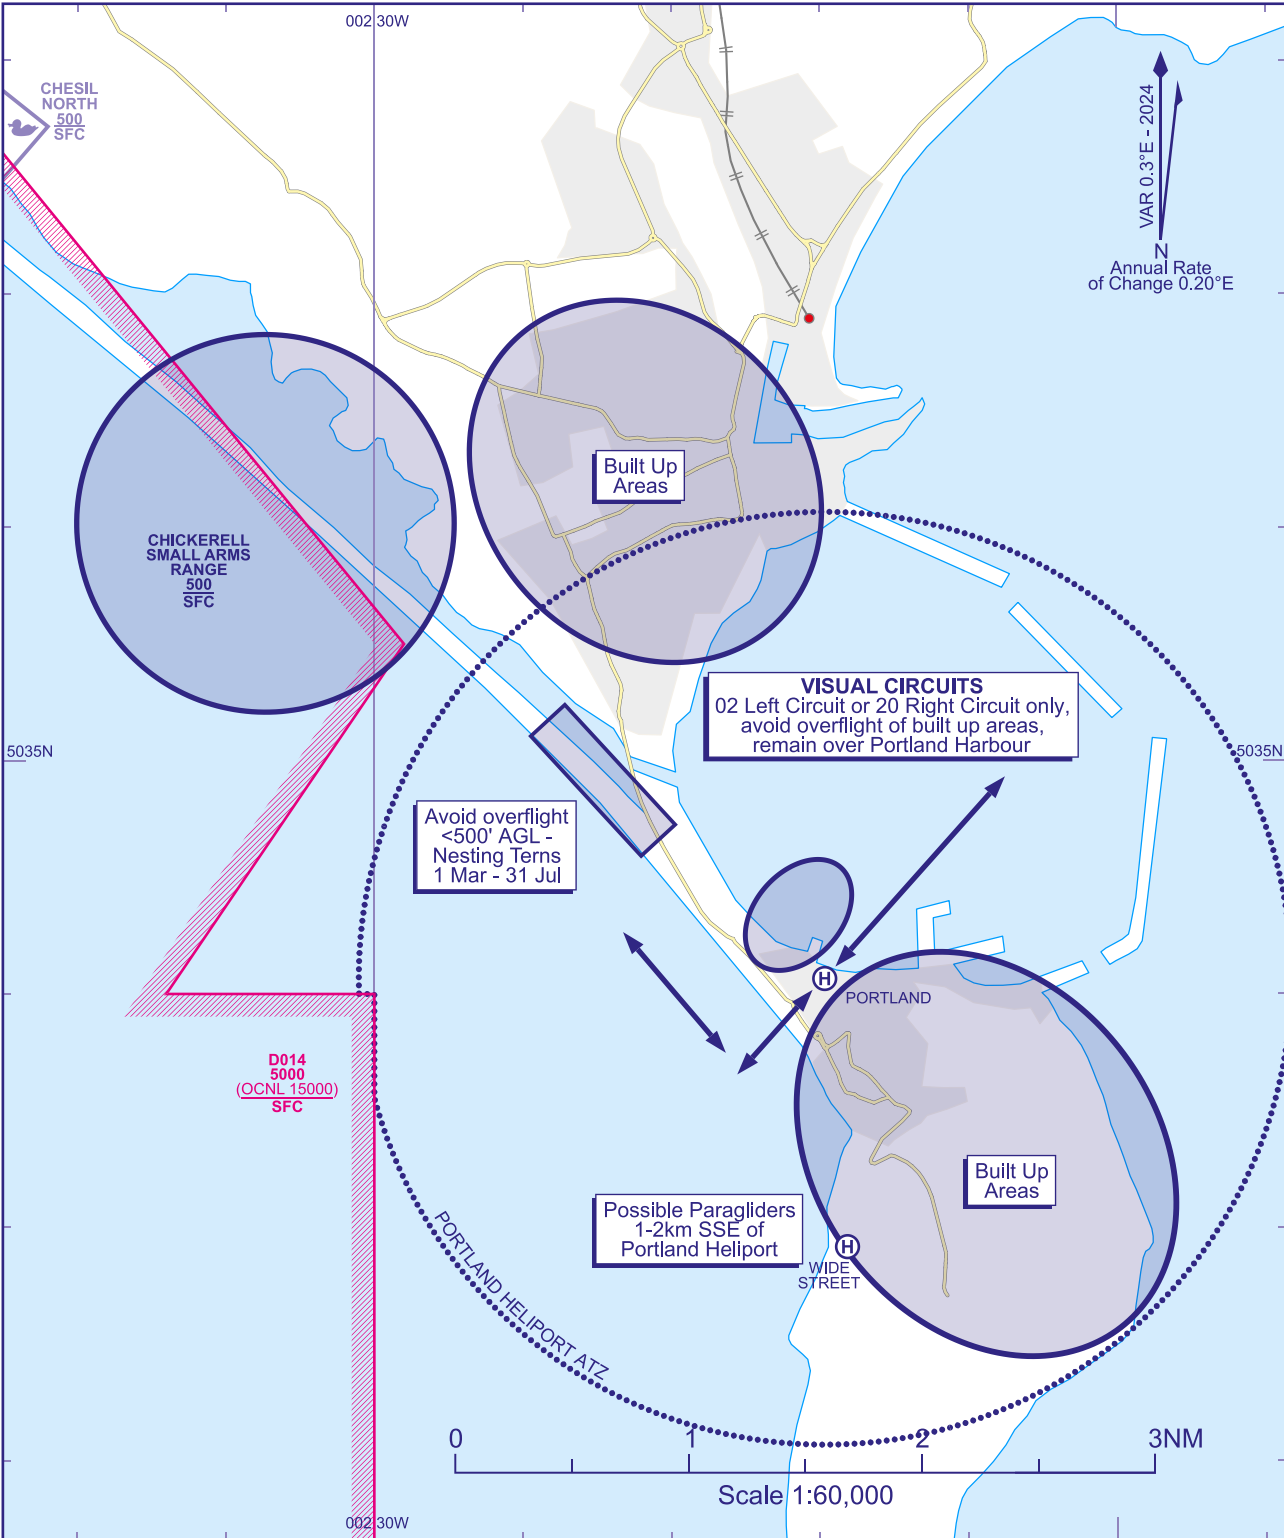 002 30W
CHESIL
NORTH
500
SFC
VAR 0.3°E - 2024
N
Annual Rate
of Change 0.20°E
Built Up
Areas
CHICKERELL
SMALL ARMS
RANGE
500
SFC
VISUAL CIRCUITS
02 Left Circuit or 20 Right Circuit only,
avoid overflight of built up areas,
remain over Portland Harbour
5035N
5035N
Avoid overflight
<500' AGL -
Nesting Terns
1 Mar - 31 Jul
H
PORTLAND
D014
5000
(OCNL 15000)
SFC
Built Up
Areas
Possible Paragliders
1-2km SSE of
Portland Heliport
H
WIDE
STREET
PORTLAND HELIPORT ATZ
0 1 2 3NM
Scale 1:60,000
002 30W